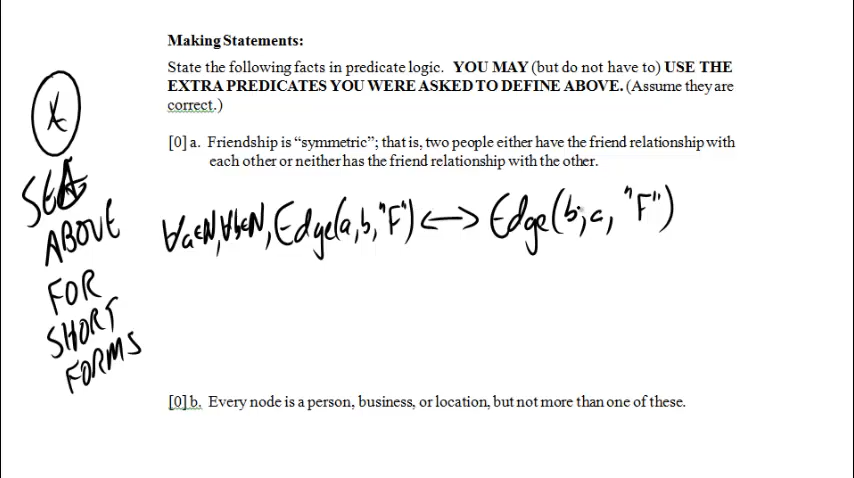 Making Statements:
State the following facts in predicate logic. YOU MAY (but do not have to) USE THE
EXTRA PREDICATES YOU WERE ASKED TO DEFINE ABOVE. (Assume they are
correct.)
[0] a. Friendship is “symmetric”; that is, two people either have the friend relationship with
each other or neither has the friend relationship with the other.
∀a∈N,∀b∈N, Edge(a,b,"F") <—> Edge(b,a, "F")
SEE
ABOVE
FOR
SHORT
FORMS
[0] b. Every node is a person, business, or location, but not more than one of these.